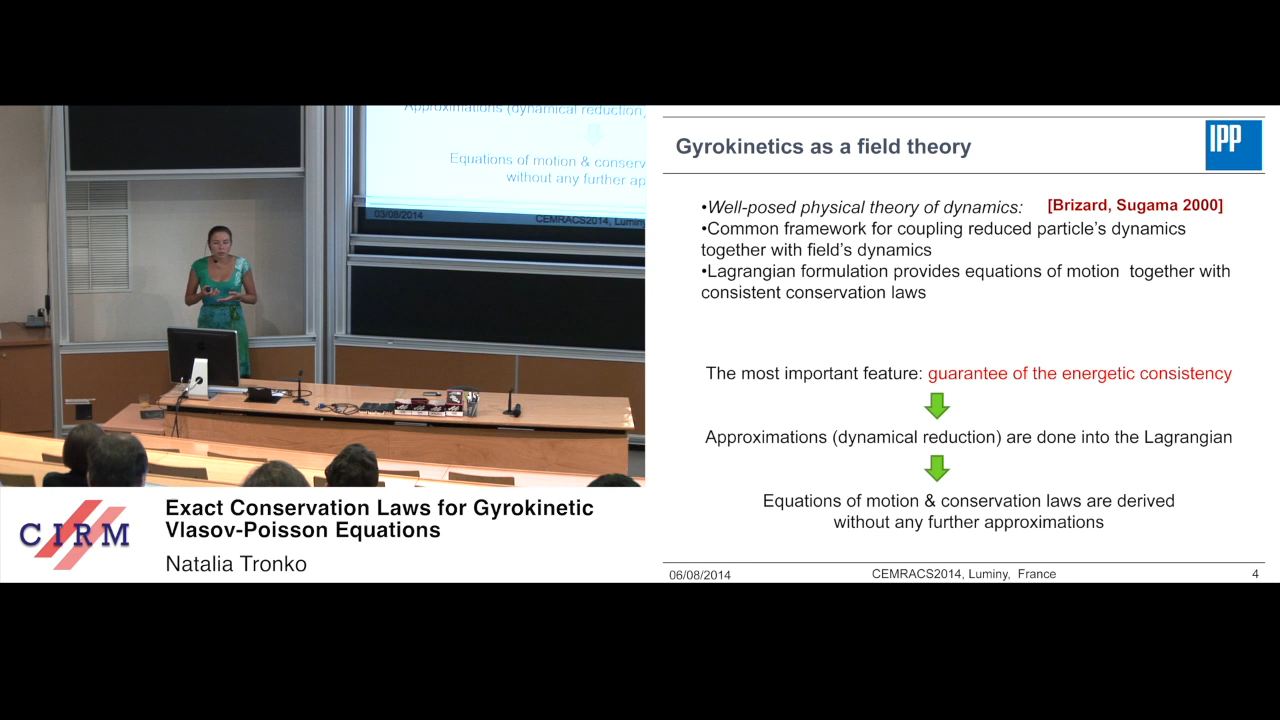 Approximations (dynamical reduction)
Equations of motion & conserv
without any further ap
03/08/2014
CEMRACS2014, Luminy
CIRM
Exact Conservation Laws for Gyrokinetic
Vlasov-Poisson Equations
Natalia Tronko
Gyrokinetics as a field theory
IPP
•Well-posed physical theory of dynamics: [Brizard, Sugama 2000]
•Common framework for coupling reduced particle's dynamics
together with field's dynamics
•Lagrangian formulation provides equations of motion together with
consistent conservation laws
The most important feature: guarantee of the energetic consistency
Approximations (dynamical reduction) are done into the Lagrangian
Equations of motion & conservation laws are derived
without any further approximations
06/08/2014
CEMRACS2014, Luminy, France
4